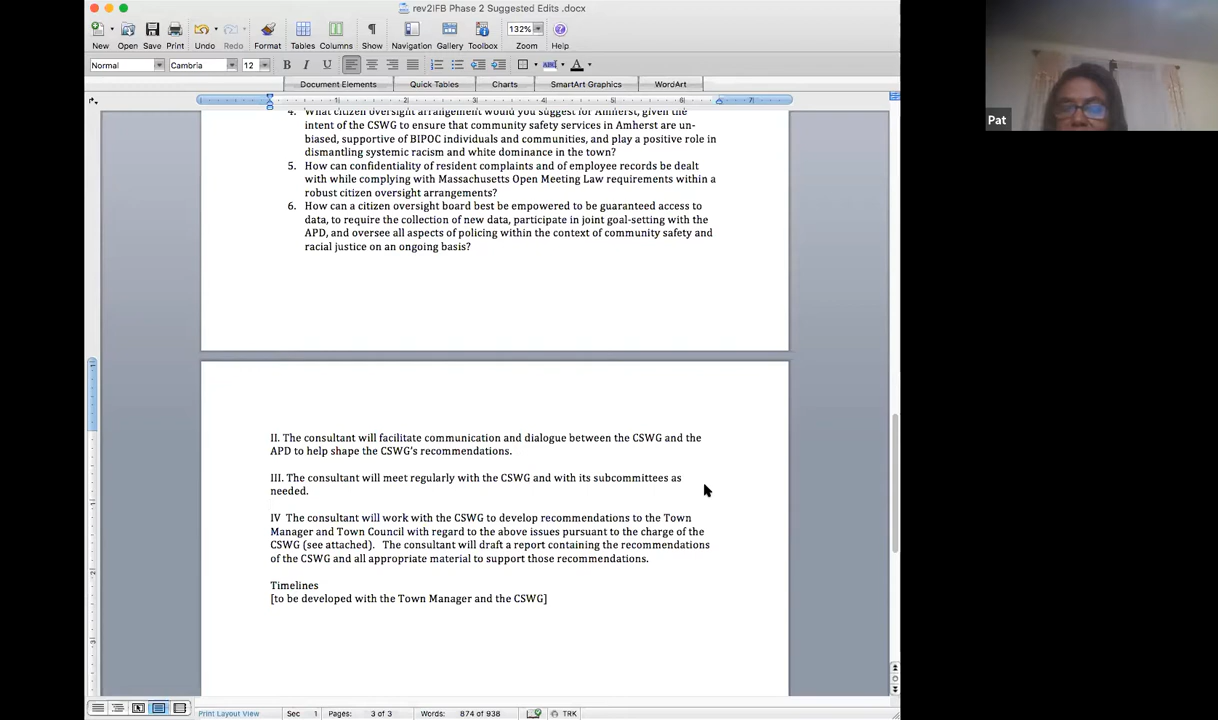 rev2IFB Phase 2 Suggested Edits .docx
132%
New Open Save Print Undo Redo Format Tables Columns Show Navigation Gallery Toolbox Zoom Help
Normal Cambria 12 B I U A
Document Elements Quick Tables Charts SmartArt Graphics WordArt
4. What citizen oversight arrangement would you suggest for Amherst, given the
intent of the CSWG to ensure that community safety services in Amherst are un-
biased, supportive of BIPOC individuals and communities, and play a positive role in
dismantling systemic racism and white dominance in the town?
5. How can confidentiality of resident complaints and of employee records be dealt
with while complying with Massachusetts Open Meeting Law requirements within a
robust citizen oversight arrangements?
6. How can a citizen oversight board best be empowered to be guaranteed access to
data, to require the collection of new data, participate in joint goal-setting with the
APD, and oversee all aspects of policing within the context of community safety and
racial justice on an ongoing basis?
II. The consultant will facilitate communication and dialogue between the CSWG and the
APD to help shape the CSWG's recommendations.
III. The consultant will meet regularly with the CSWG and with its subcommittees as
needed.
IV The consultant will work with the CSWG to develop recommendations to the Town
Manager and Town Council with regard to the above issues pursuant to the charge of the
CSWG (see attached). The consultant will draft a report containing the recommendations
of the CSWG and all appropriate material to support those recommendations.
Timelines
[to be developed with the Town Manager and the CSWG]
Print Layout View Sec 1 Pages: 3 of 3 Words: 874 of 938 TRK
Pat